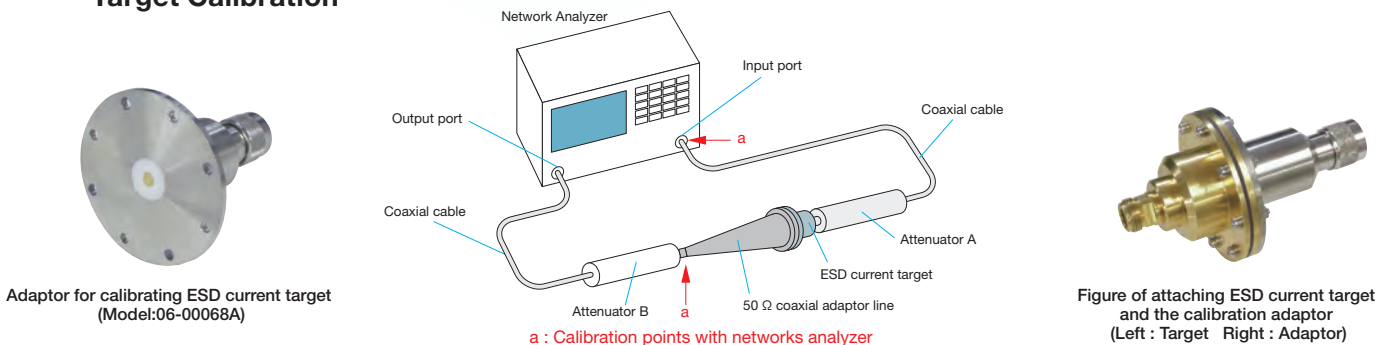 Target Calibration
Network Analyzer
Input port
Output port
a
Coaxial cable
Coaxial cable
Attenuator A
ESD current target
50 Ω coaxial adaptor line
Attenuator B
a
a : Calibration points with networks analyzer
Adaptor for calibrating ESD current target
(Model:06-00068A)
Figure of attaching ESD current target
and the calibration adaptor
(Left : Target Right : Adaptor)